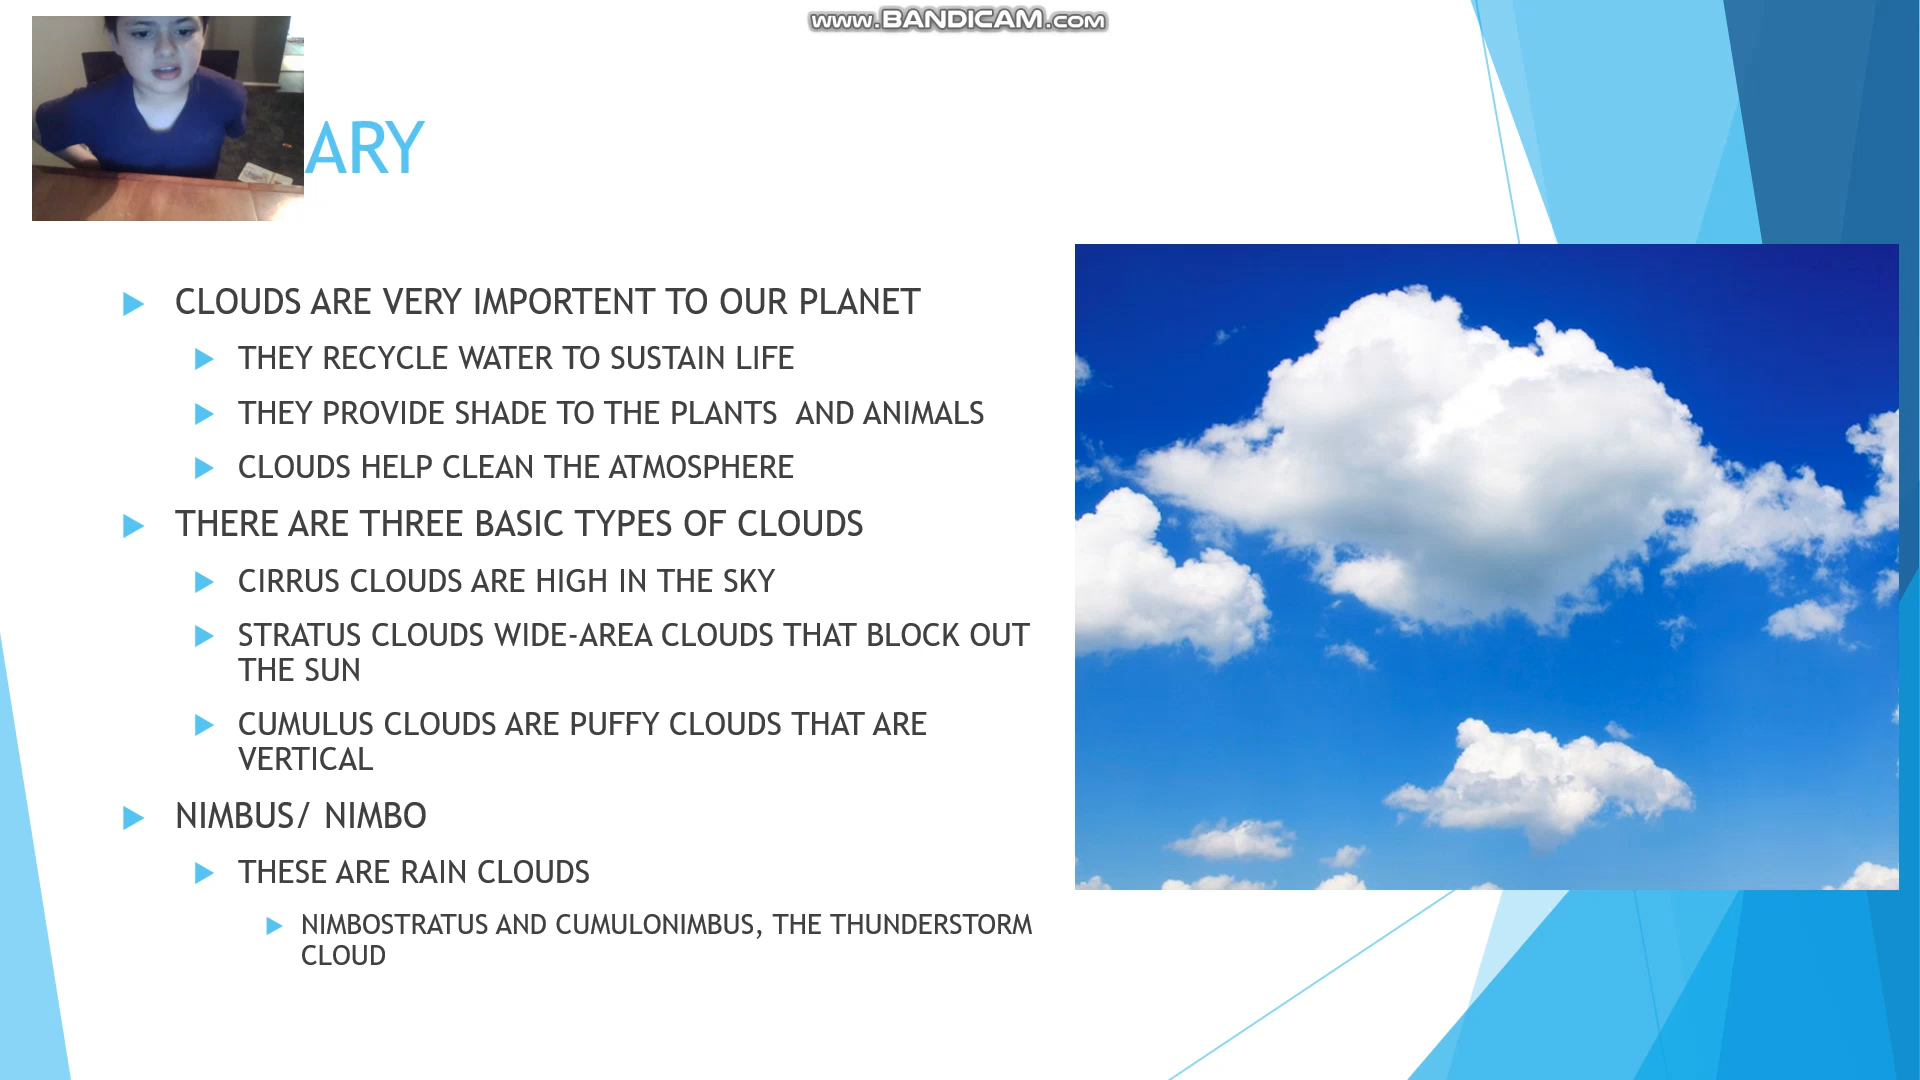 www.BANDICAM.com
ARY
CLOUDS ARE VERY IMPORTENT TO OUR PLANET
THEY RECYCLE WATER TO SUSTAIN LIFE
THEY PROVIDE SHADE TO THE PLANTS  AND ANIMALS
CLOUDS HELP CLEAN THE ATMOSPHERE
THERE ARE THREE BASIC TYPES OF CLOUDS
CIRRUS CLOUDS ARE HIGH IN THE SKY
STRATUS CLOUDS WIDE-AREA CLOUDS THAT BLOCK OUT
THE SUN
CUMULUS CLOUDS ARE PUFFY CLOUDS THAT ARE
VERTICAL
NIMBUS/ NIMBO
THESE ARE RAIN CLOUDS
NIMBOSTRATUS AND CUMULONIMBUS, THE THUNDERSTORM
CLOUD